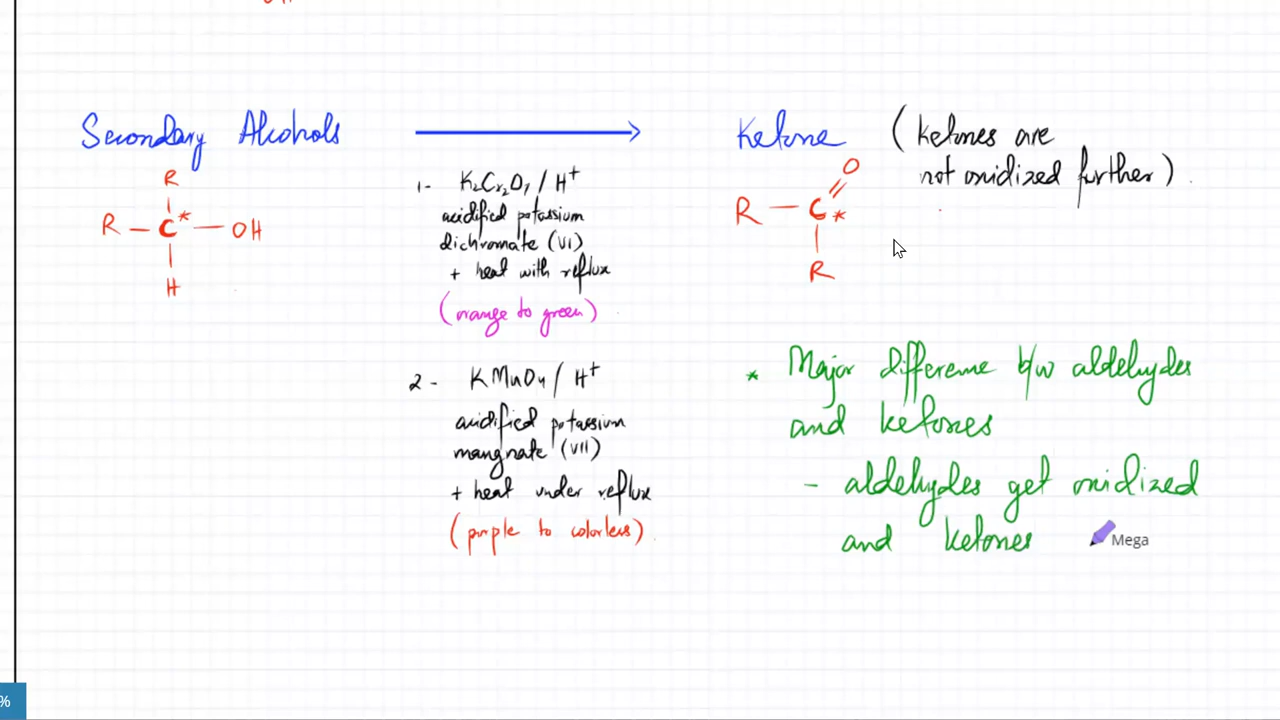 Secondary Alcohols
Ketone (Ketones are
not oxidized further)
R
R - C* - OH
H
1- K2Cr2O7 / H+
acidified potassium
dichromate (VI)
+ heat with reflux
(orange to green)
O
R - C*
R
2- KMnO4 / H+
acidified potassium
mangnate (VII)
+ heat under reflux
(purple to colorless)
* Major difference b/w aldehydes
and ketones
- aldehydes get oxidized
and ketones
Mega
%